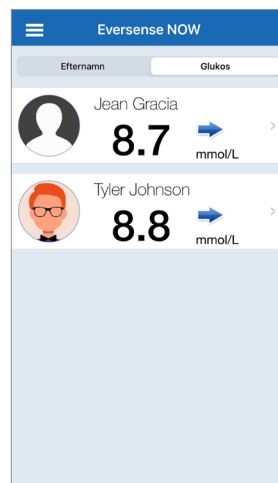 Eversense NOW
Efternamn Glukos
Jean Gracia
8.7 mmol/L
Tyler Johnson
8.8 mmol/L